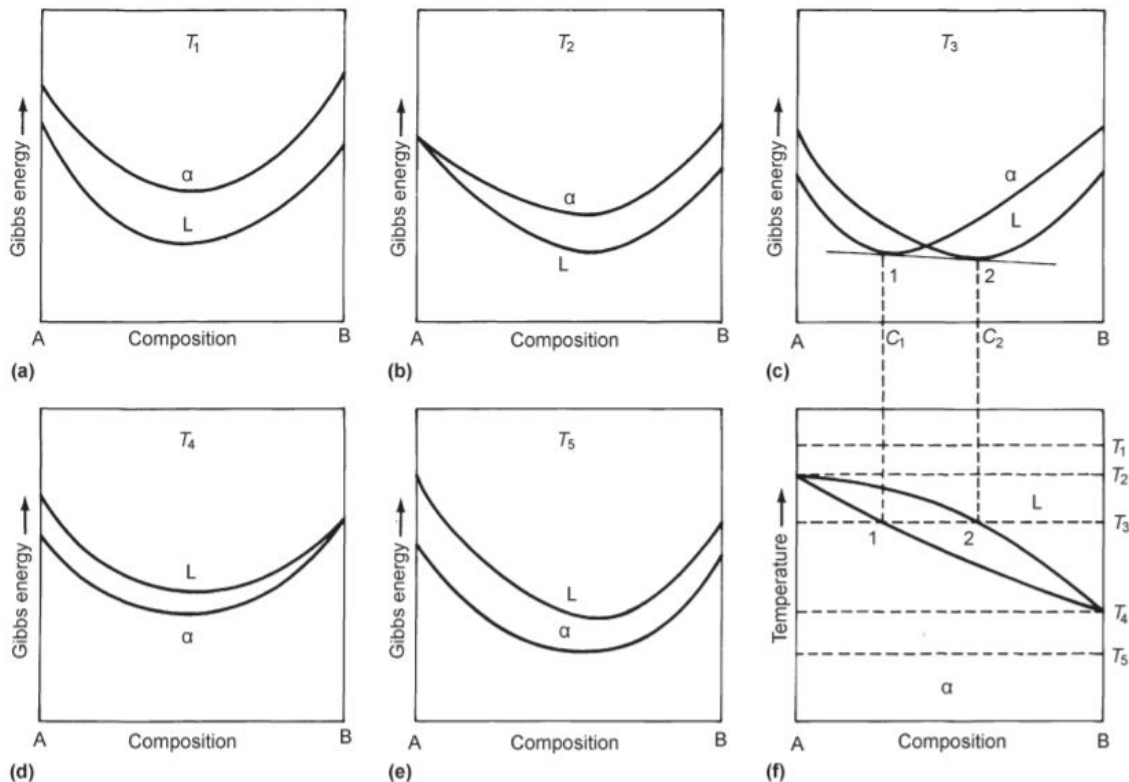 T1
Gibbs energy
α
L
A
Composition
B
(a)
T2
Gibbs energy
α
L
A
Composition
B
(b)
T3
Gibbs energy
α
L
1
2
A
C1
C2
B
(c)
T4
Gibbs energy
L
α
A
Composition
B
(d)
T5
Gibbs energy
L
α
A
Composition
B
(e)
T1
T2
L
T3
1
2
Temperature
T4
T5
α
A
Composition
B
(f)